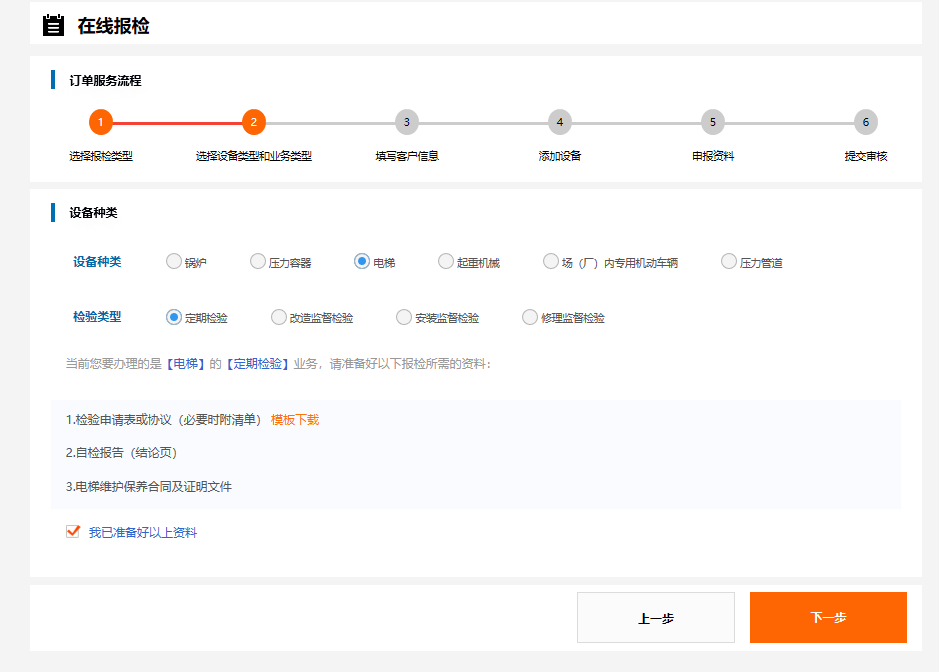 在线报检
订单服务流程
1 2 3 4 5 6
选择报检类型 选择设备类型和业务类型 填写客户信息 添加设备 申报资料 提交审核
设备种类
设备种类 锅炉 压力容器 电梯 起重机械 场（厂）内专用机动车辆 压力管道
检验类型 定期检验 改造监督检验 安装监督检验 修理监督检验
当前您要办理的是【电梯】的【定期检验】业务，请准备好以下报检所需的资料：
1.检验申请表或协议（必要时附清单） 模板下载
2.自检报告（结论页）
3.电梯维护保养合同及证明文件
我已准备好以上资料
上一步 下一步